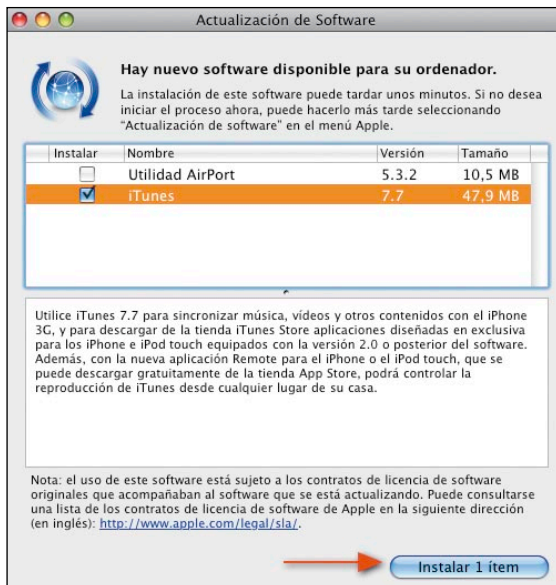 Actualización de Software
Hay nuevo software disponible para su ordenador.
La instalación de este software puede tardar unos minutos. Si no desea
iniciar el proceso ahora, puede hacerlo más tarde seleccionando
“Actualización de software” en el menú Apple.
Instalar Nombre Versión Tamaño
Utilidad AirPort 5.3.2 10,5 MB
iTunes 7.7 47,9 MB
Utilice iTunes 7.7 para sincronizar música, vídeos y otros contenidos con el iPhone
3G, y para descargar de la tienda iTunes Store aplicaciones diseñadas en exclusiva
para los iPhone e iPod touch equipados con la versión 2.0 o posterior del software.
Además, con la nueva aplicación Remote para el iPhone o el iPod touch, que se
puede descargar gratuitamente de la tienda App Store, podrá controlar la
reproducción de iTunes desde cualquier lugar de su casa.
Nota: el uso de este software está sujeto a los contratos de licencia de software
originales que acompañaban al software que se está actualizando. Puede consultarse
una lista de los contratos de licencia de software de Apple en la siguiente dirección
(en inglés): http://www.apple.com/legal/sla/.
Instalar 1 ítem